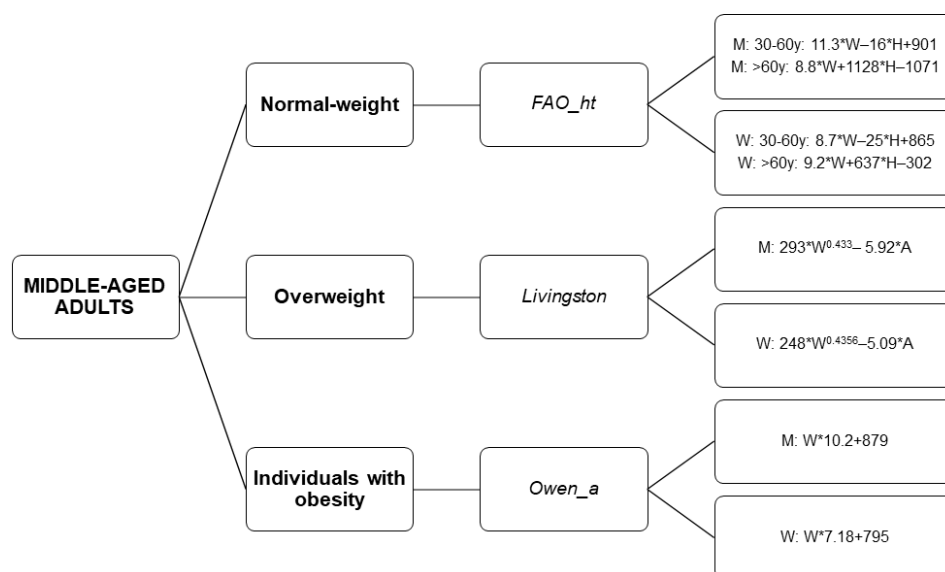 MIDDLE-AGED
ADULTS
Normal-weight
FAO_ht
M: 30-60y: 11.3*W–16*H+901
M: >60y: 8.8*W+1128*H–1071
W: 30-60y: 8.7*W–25*H+865
W: >60y: 9.2*W+637*H–302
Overweight
Livingston
M: 293*W^0.433– 5.92*A
W: 248*W^0.4356–5.09*A
Individuals with
obesity
Owen_a
M: W*10.2+879
W: W*7.18+795